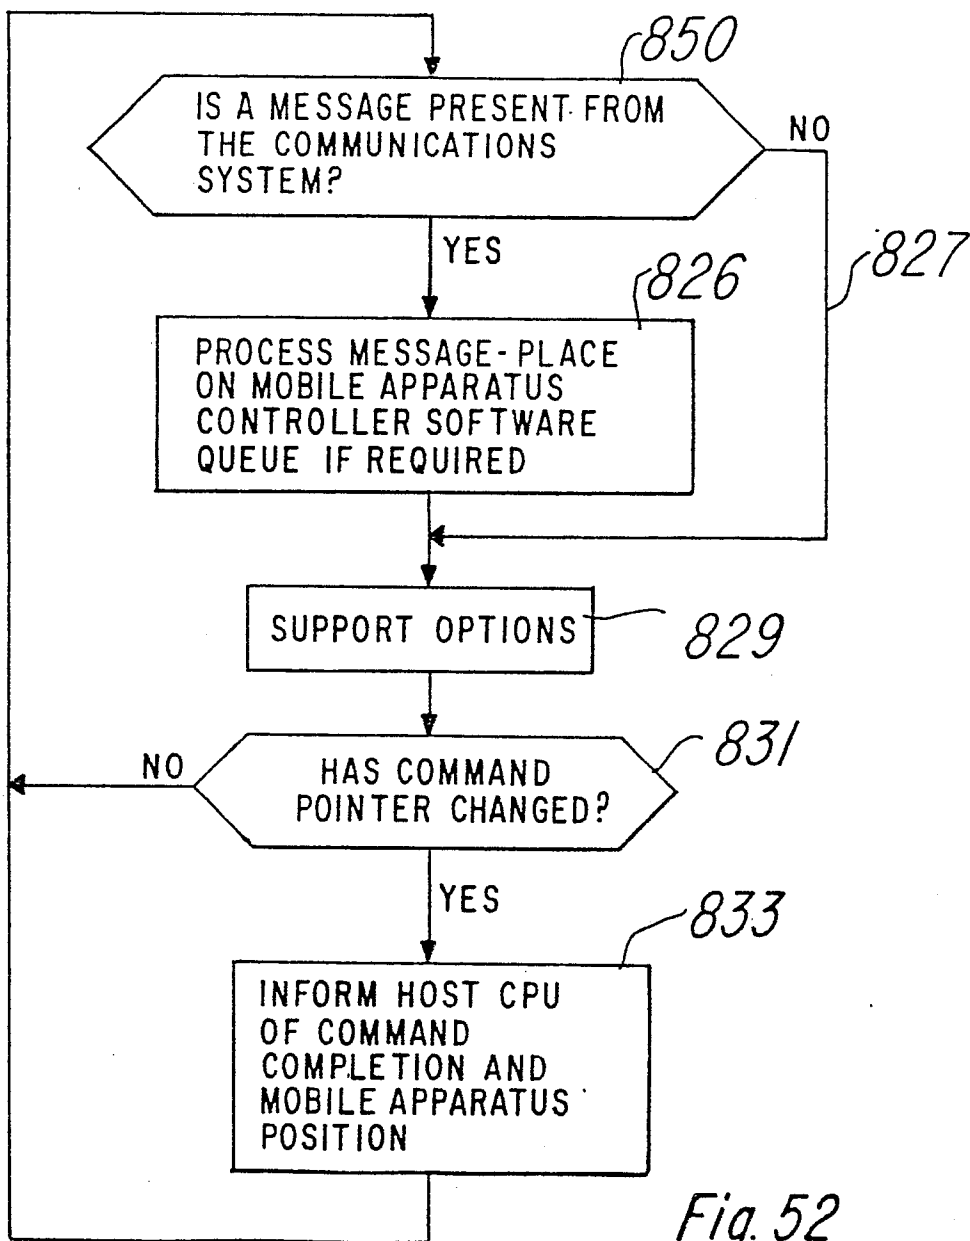 850
IS A MESSAGE PRESENT FROM
THE COMMUNICATIONS
SYSTEM?
NO
YES
827
826
PROCESS MESSAGE-PLACE
ON MOBILE APPARATUS
CONTROLLER SOFTWARE
QUEUE IF REQUIRED
SUPPORT OPTIONS
829
831
NO
HAS COMMAND
POINTER CHANGED?
YES
833
INFORM HOST CPU
OF COMMAND
COMPLETION AND
MOBILE APPARATUS
POSITION
Fig. 52